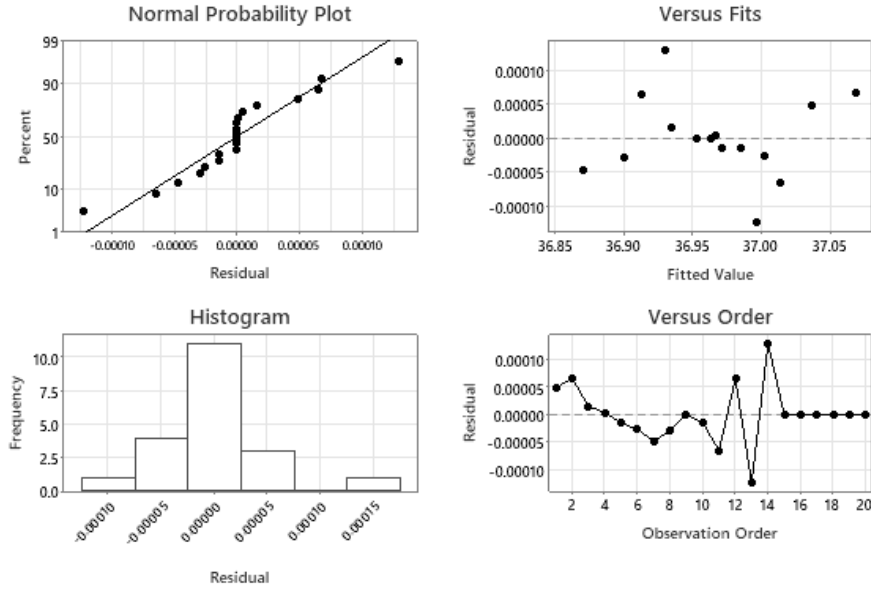 Normal Probability Plot
99
90
50
10
1
Percent
-0.00010 -0.00005 0.00000 0.00005 0.00010
Residual
Versus Fits
0.00010
0.00005
0.00000
-0.00005
-0.00010
Residual
36.85 36.90 36.95 37.00 37.05
Fitted Value
Histogram
10.0
7.5
5.0
2.5
0.0
Frequency
-0.00010 -0.00005 0.00000 0.00005 0.00010 0.00015
Residual
Versus Order
0.00010
0.00005
0.00000
-0.00005
-0.00010
Residual
2 4 6 8 10 12 14 16 18 20
Observation Order